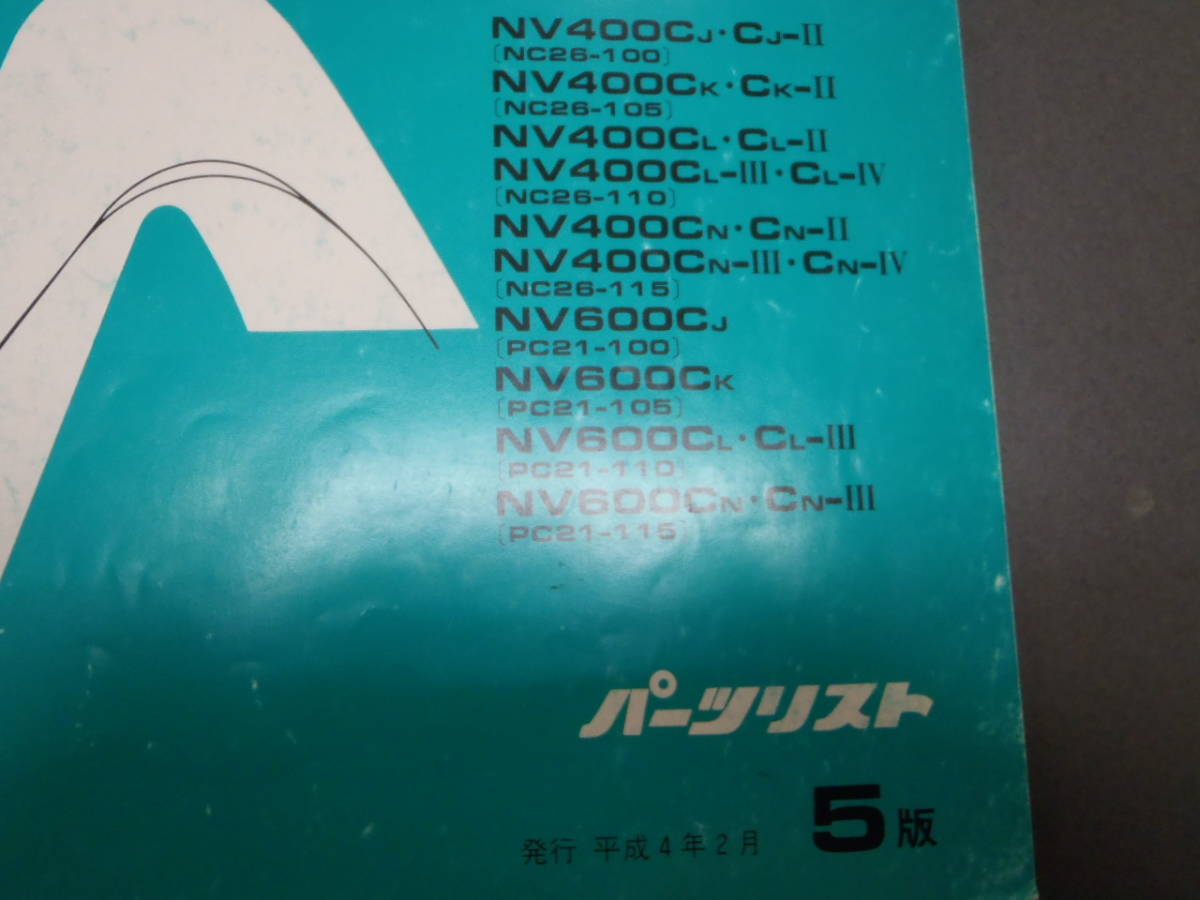 NV400CJ・CJ-II
[NC26-100]
NV400CK・CK-II
[NC26-105]
NV400CL・CL-II
NV400CL-III・CL-IV
[NC26-110]
NV400CN・CN-II
NV400CN-III・CN-IV
[NC26-115]
NV600CJ
[PC21-100]
NV600CK
[PC21-105]
NV600CL・CL-III
[PC21-110]
NV600CN・CN-III
[PC21-115]
パーツリスト
発行 平成4年2月 5版